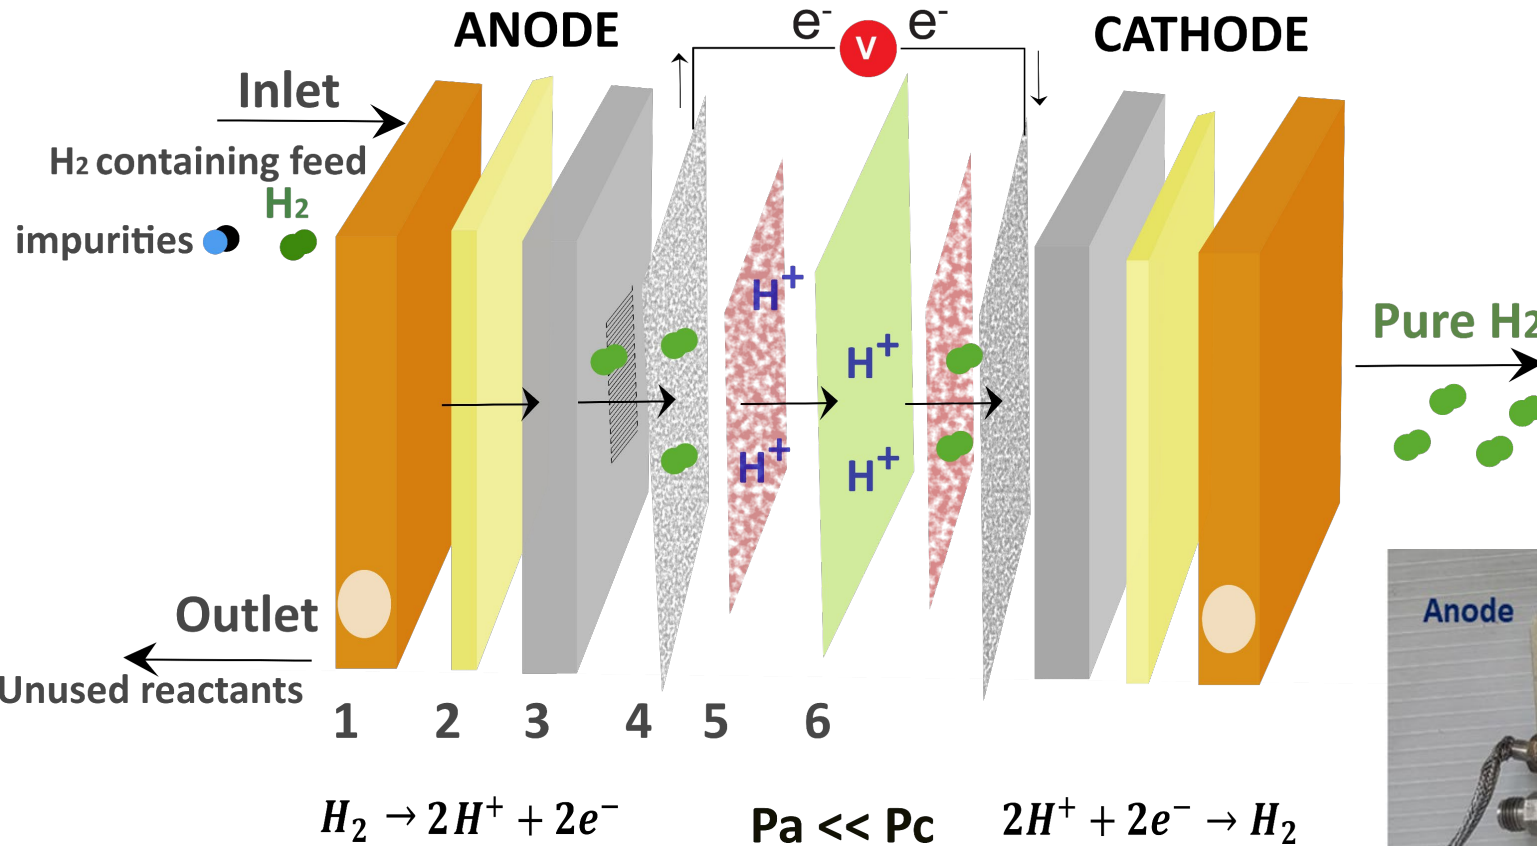 ANODE
e⁻ V e⁻
CATHODE
Inlet
H₂ containing feed
H₂
impurities
H⁺
H⁺
H⁺
H⁺
Pure H₂
Outlet
Unused reactants
1 2 3 4 5 6
H₂ → 2H⁺ + 2e⁻
Pa << Pc
2H⁺ + 2e⁻ → H₂
Anode